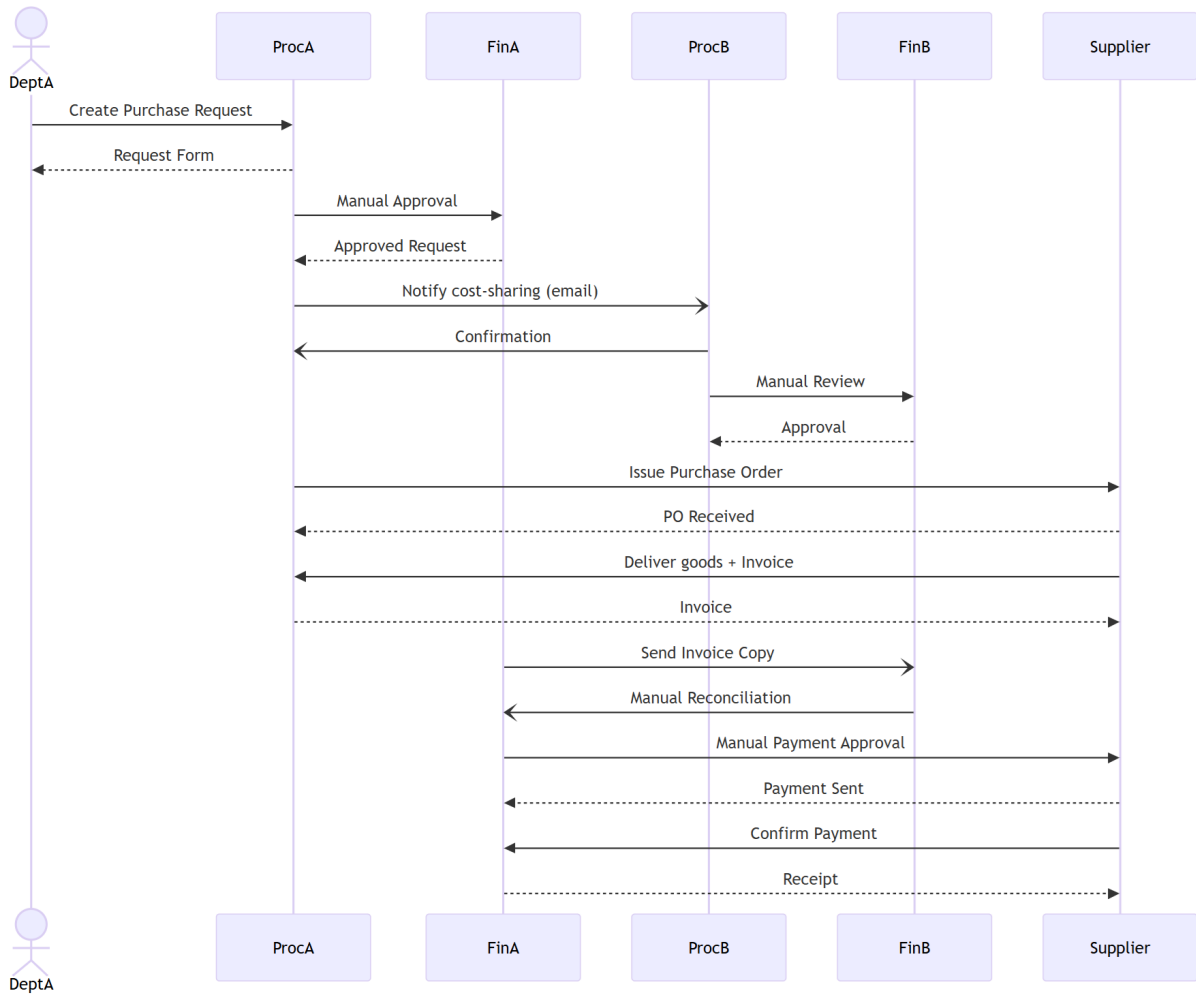 ProcA
FinA
ProcB
FinB
Supplier
DeptA
Create Purchase Request
Request Form
Manual Approval
Approved Request
Notify cost-sharing (email)
Confirmation
Manual Review
Approval
Issue Purchase Order
PO Received
Deliver goods + Invoice
Invoice
Send Invoice Copy
Manual Reconciliation
Manual Payment Approval
Payment Sent
Confirm Payment
Receipt
ProcA
FinA
ProcB
FinB
Supplier
DeptA